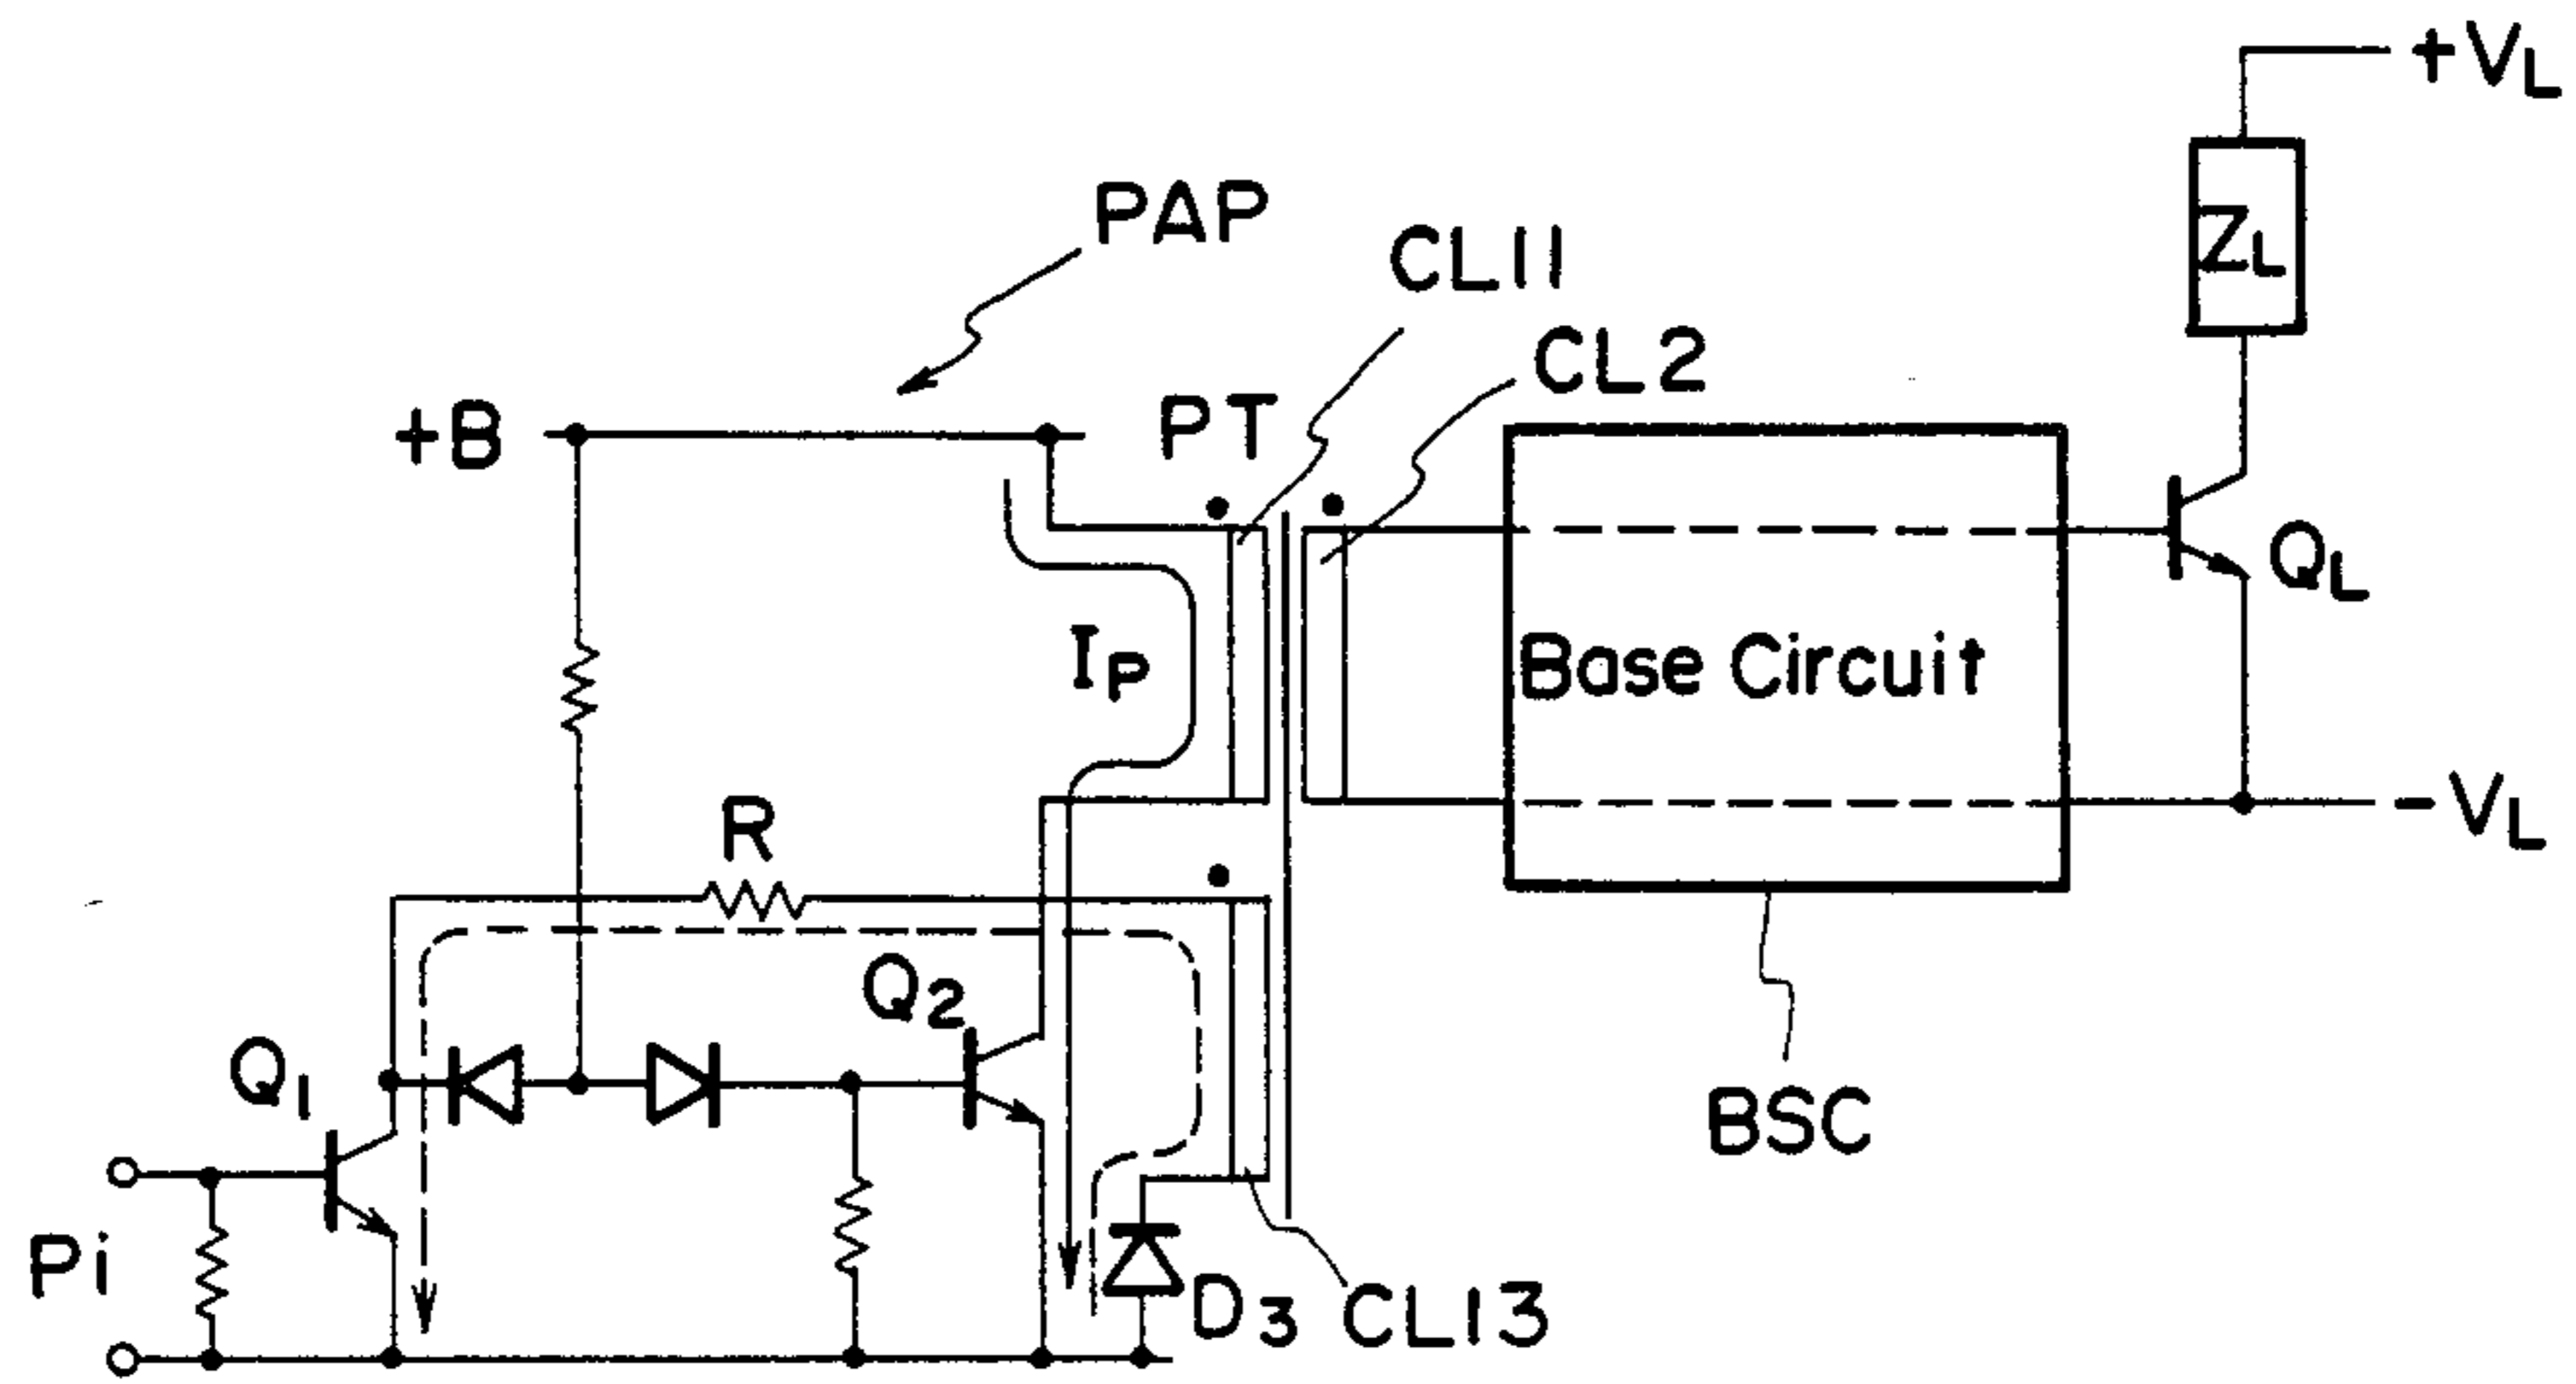 +VL
ZL
PAP
CL11
CL2
+B
PT
QL
IP
Base Circuit
R
-VL
Q2
Q1
BSC
Pi
D3
CL13